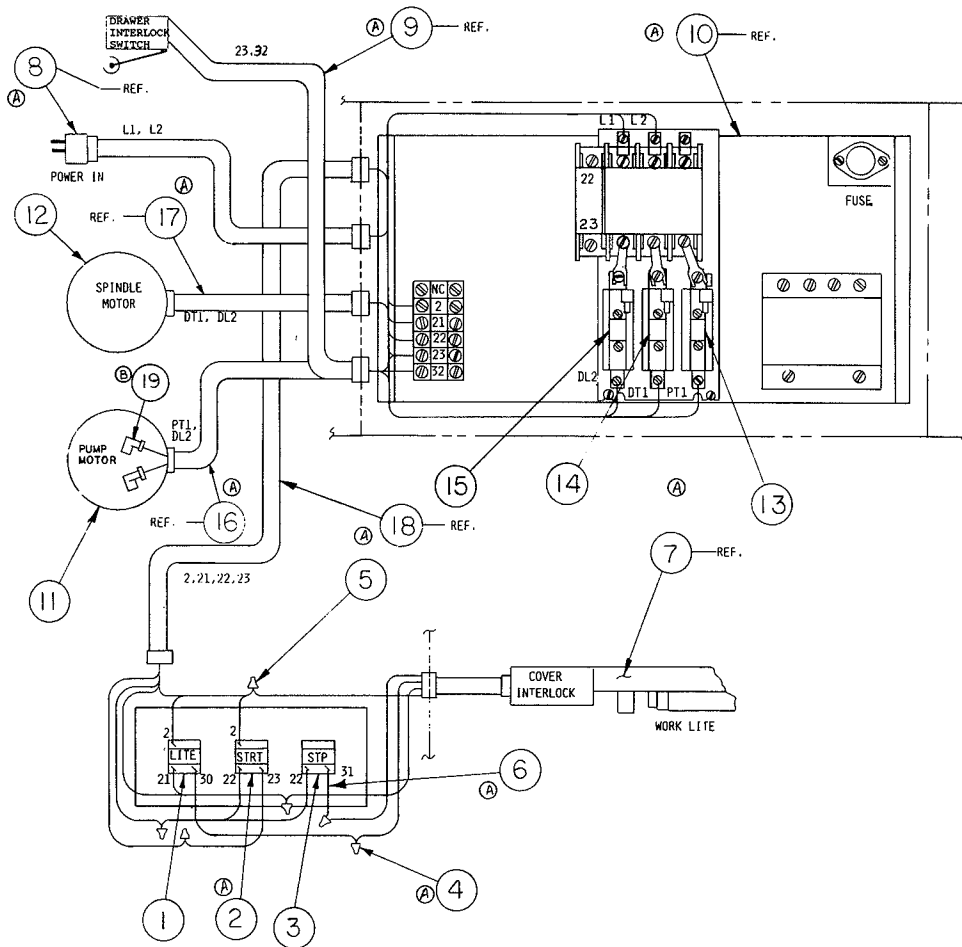 DRAWER
INTERLOCK
SWITCH
23,32
A
9
REF.
A
10
REF.
8
REF.
A
L1, L2
POWER IN
L1
L2
22
23
FUSE
A
REF.
17
12
SPINDLE
MOTOR
DT1, DL2
NC
2
21
22
23
32
B
19
PT1,
DL2
PUMP
MOTOR
DL2
DT1
PT1
15
14
A
13
A
REF.
16
18
REF.
A
11
2,21,22,23
5
7
REF.
COVER
INTERLOCK
WORK LITE
2
LITE
21
30
2
STRT
22
23
STP
22
31
6
A
1
A
2
3
A
4